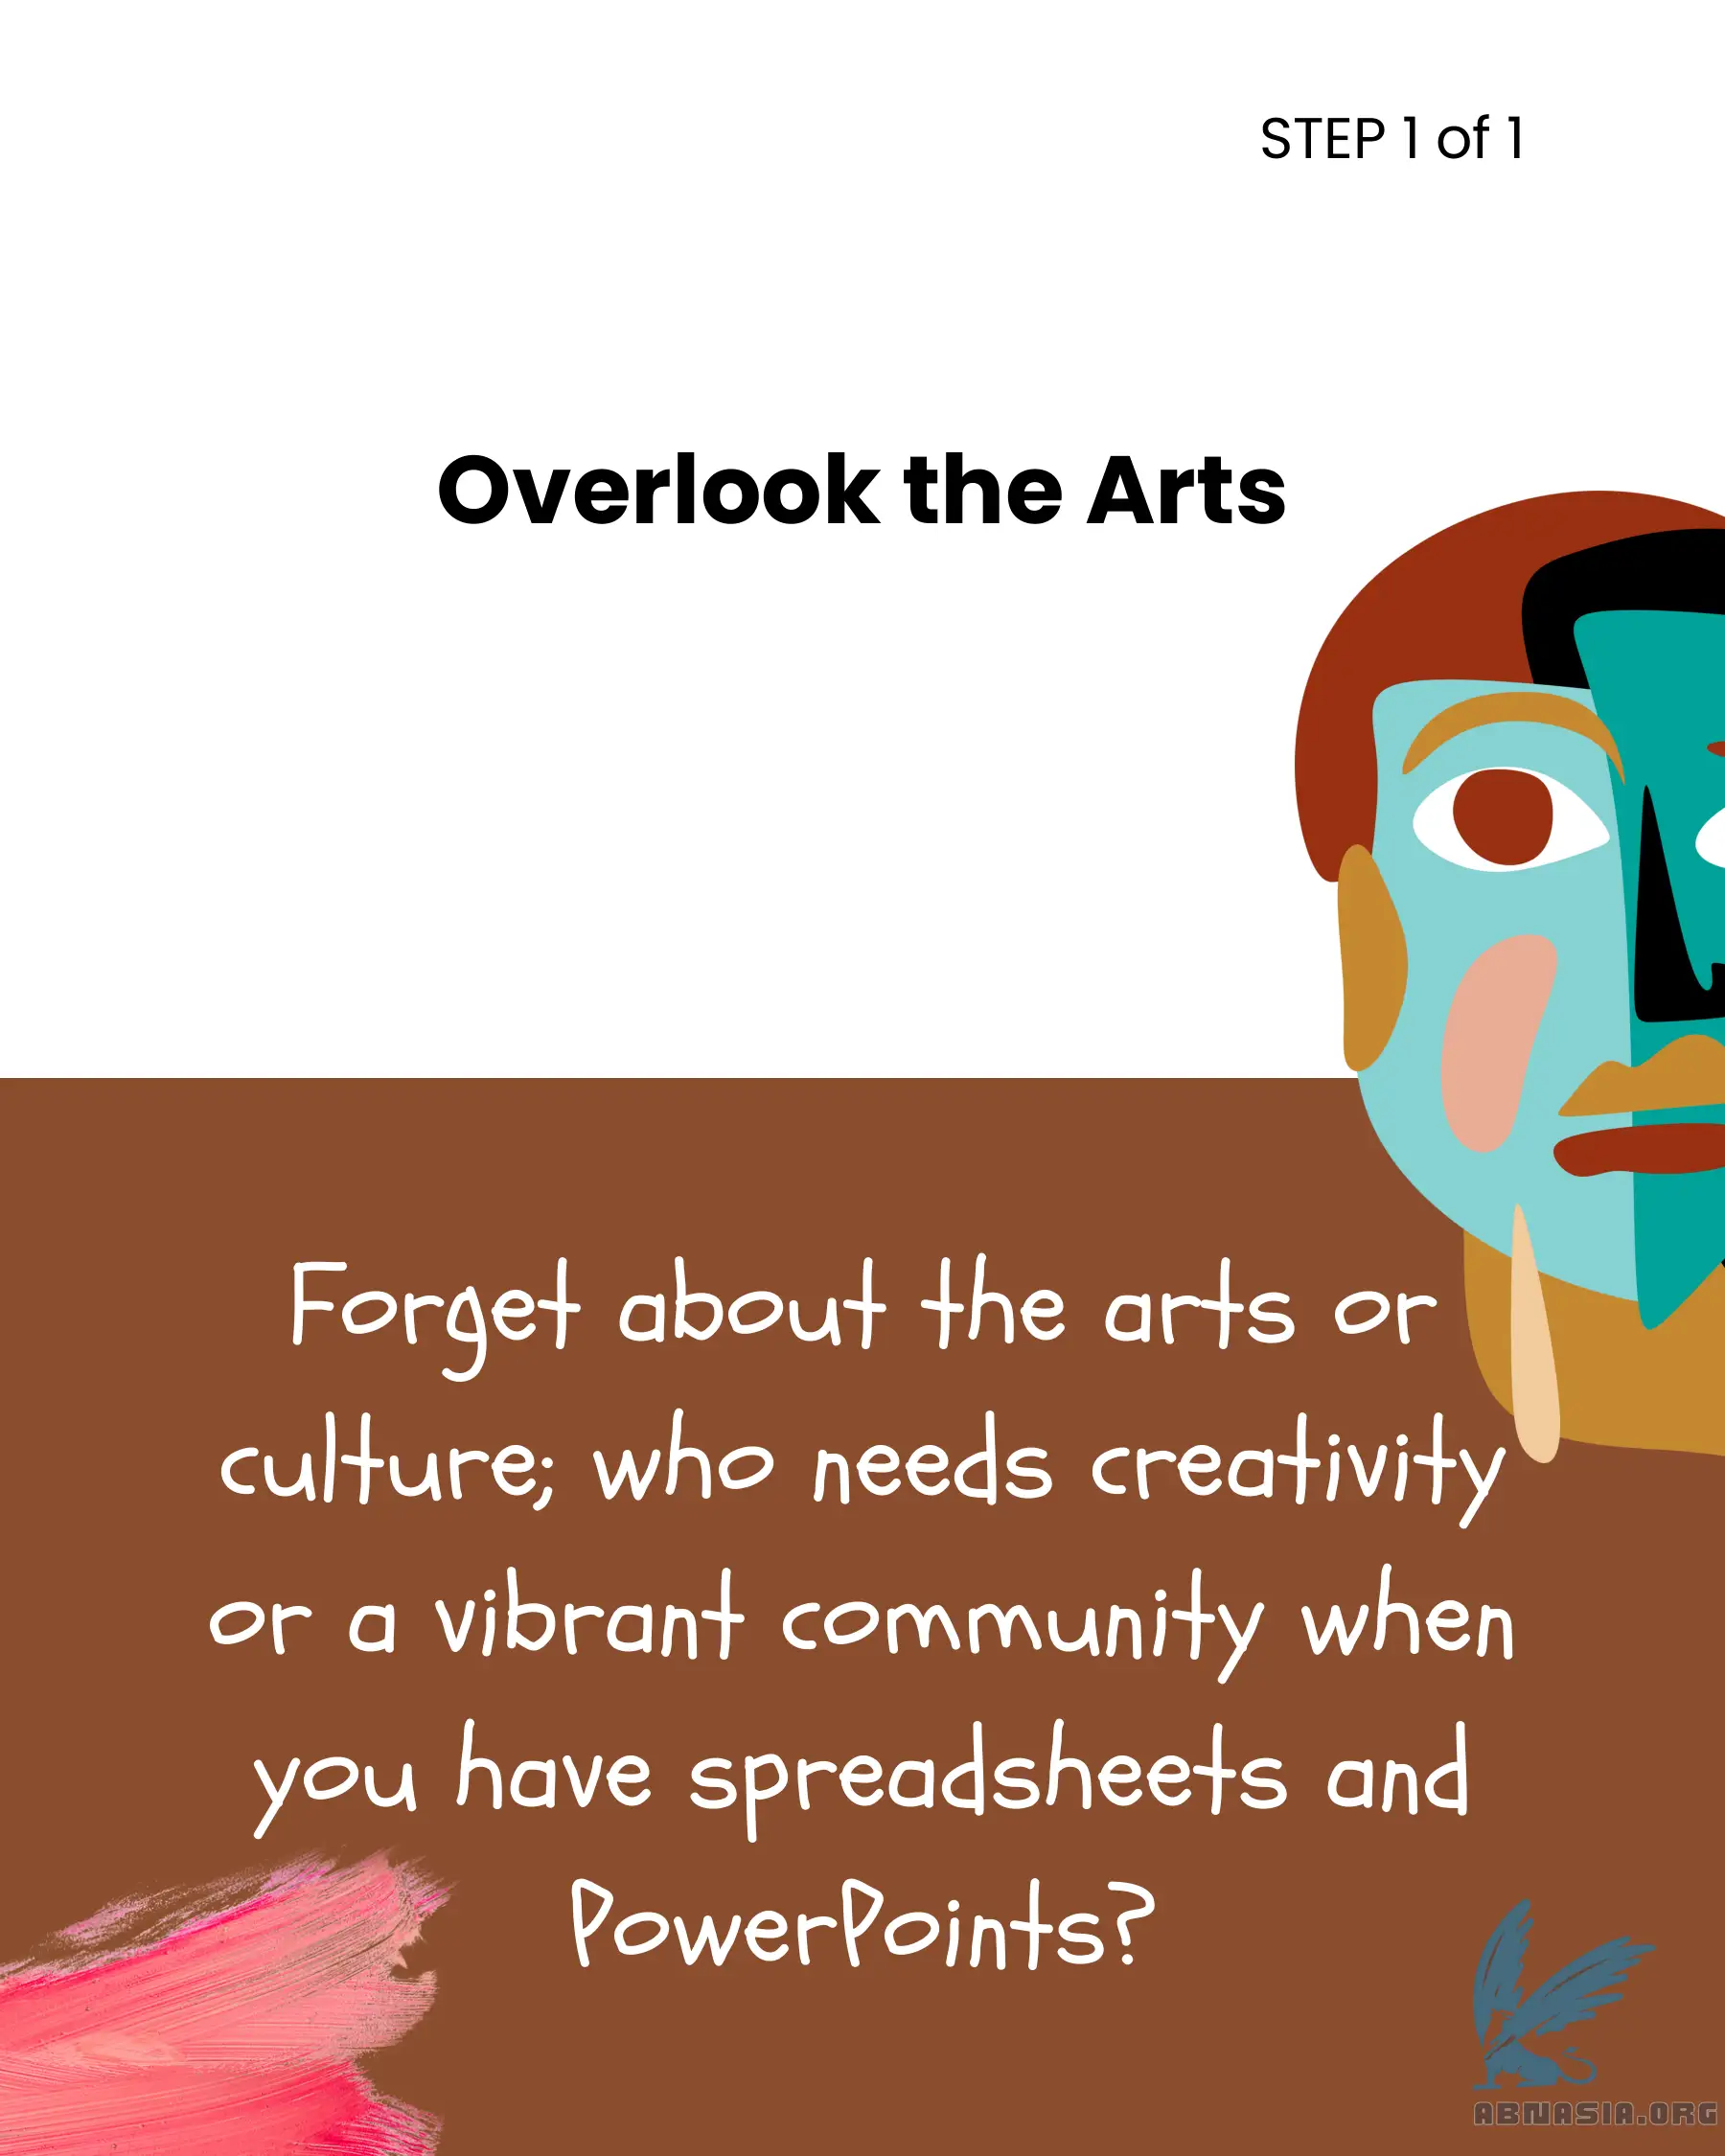 STEP 1 of 1
Overlook the Arts
Forget about the arts or
culture; who needs creativity
or a vibrant community when
you have spreadsheets and
PowerPoints?
ABNASIA.ORG